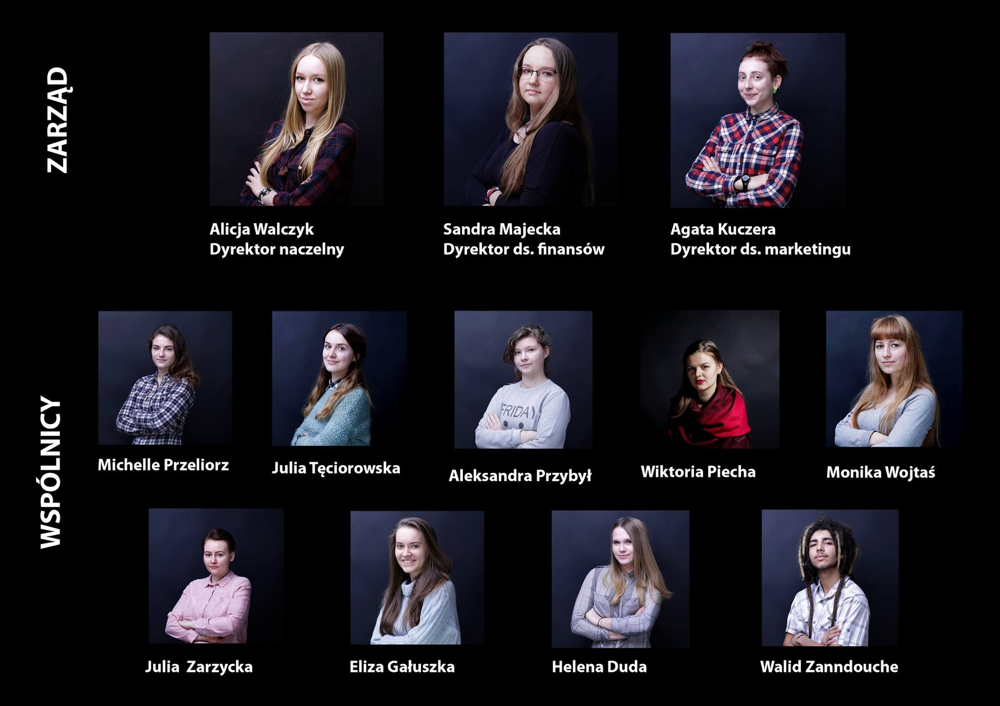 ZARZĄD
Alicja Walczyk
Dyrektor naczelny
Sandra Majecka
Dyrektor ds. finansów
Agata Kuczera
Dyrektor ds. marketingu
WSPÓLNICY
Michelle Przeliorz
Julia Tęciorowska
FRIDAY
Aleksandra Przybył
Wiktoria Piecha
Monika Wojtaś
Julia  Zarzycka
Eliza Gałuszka
Helena Duda
Walid Zanndouche